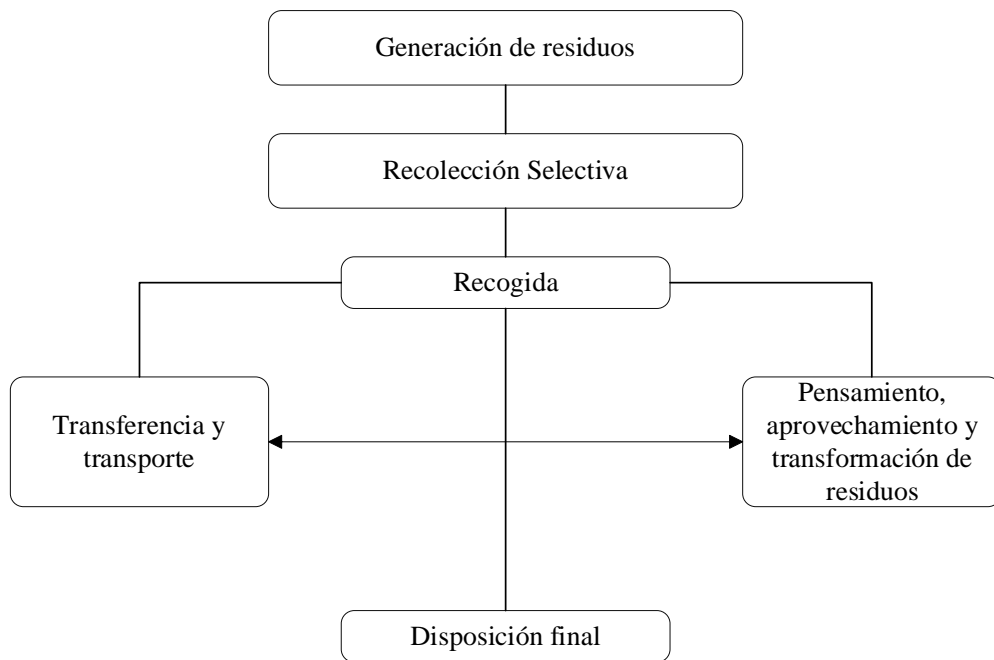 Generación de residuos
Recolección Selectiva
Recogida
Transferencia y
transporte
Pensamiento,
aprovechamiento y
transformación de
residuos
Disposición final